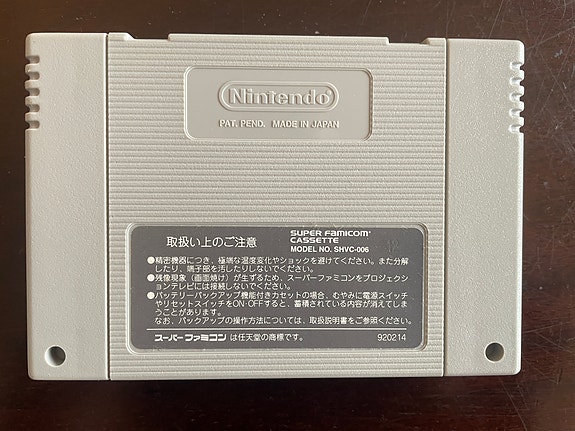 Nintendo®
PAT. PEND. MADE IN JAPAN
取扱い上のご注意
SUPER FAMICOM®
CASSETTE
MODEL NO. SHVC-006
●精密機器につき、極端な温度変化やショックを避けてください。また分解
したり、端子部を汚したりしないでください。
●残像現象（画面焼け）が生ずるため、スーパーファミコンをプロジェクシ
ョンテレビには接続しないでください。
●バッテリーバックアップ機能付きカセットの場合、むやみに電源スイッチ
やリセットスイッチをON・OFFすると、蓄積されている内容が消えてしま
うことがあります。
なお、バックアップの操作方法については、取扱説明書をご参照ください。
スーパーファミコン は任天堂の商標です。
920214